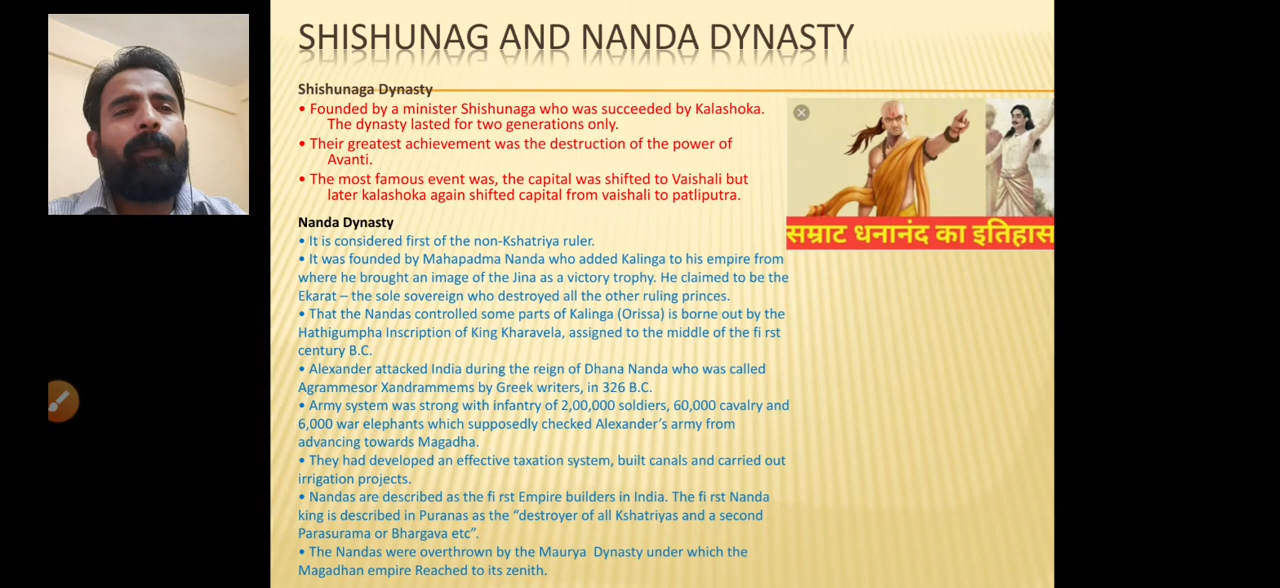 SHISHUNAG AND NANDA DYNASTY
Shishunaga Dynasty
• Founded by a minister Shishunaga who was succeeded by Kalashoka.
The dynasty lasted for two generations only.
• Their greatest achievement was the destruction of the power of
Avanti.
• The most famous event was, the capital was shifted to Vaishali but
later kalashoka again shifted capital from vaishali to patliputra.
Nanda Dynasty
• It is considered first of the non-Kshatriya ruler.
• It was founded by Mahapadma Nanda who added Kalinga to his empire from
where he brought an image of the Jina as a victory trophy. He claimed to be the
Ekarat – the sole sovereign who destroyed all the other ruling princes.
• That the Nandas controlled some parts of Kalinga (Orissa) is borne out by the
Hathigumpha Inscription of King Kharavela, assigned to the middle of the fi rst
century B.C.
• Alexander attacked India during the reign of Dhana Nanda who was called
Agrammesor Xandrammems by Greek writers, in 326 B.C.
• Army system was strong with infantry of 2,00,000 soldiers, 60,000 cavalry and
6,000 war elephants which supposedly checked Alexander's army from
advancing towards Magadha.
• They had developed an effective taxation system, built canals and carried out
irrigation projects.
• Nandas are described as the fi rst Empire builders in India. The fi rst Nanda
king is described in Puranas as the “destroyer of all Kshatriyas and a second
Parasurama or Bhargava etc”.
• The Nandas were overthrown by the Maurya Dynasty under which the
Magadhan empire Reached to its zenith.
सम्राट धनानंद का इतिहास